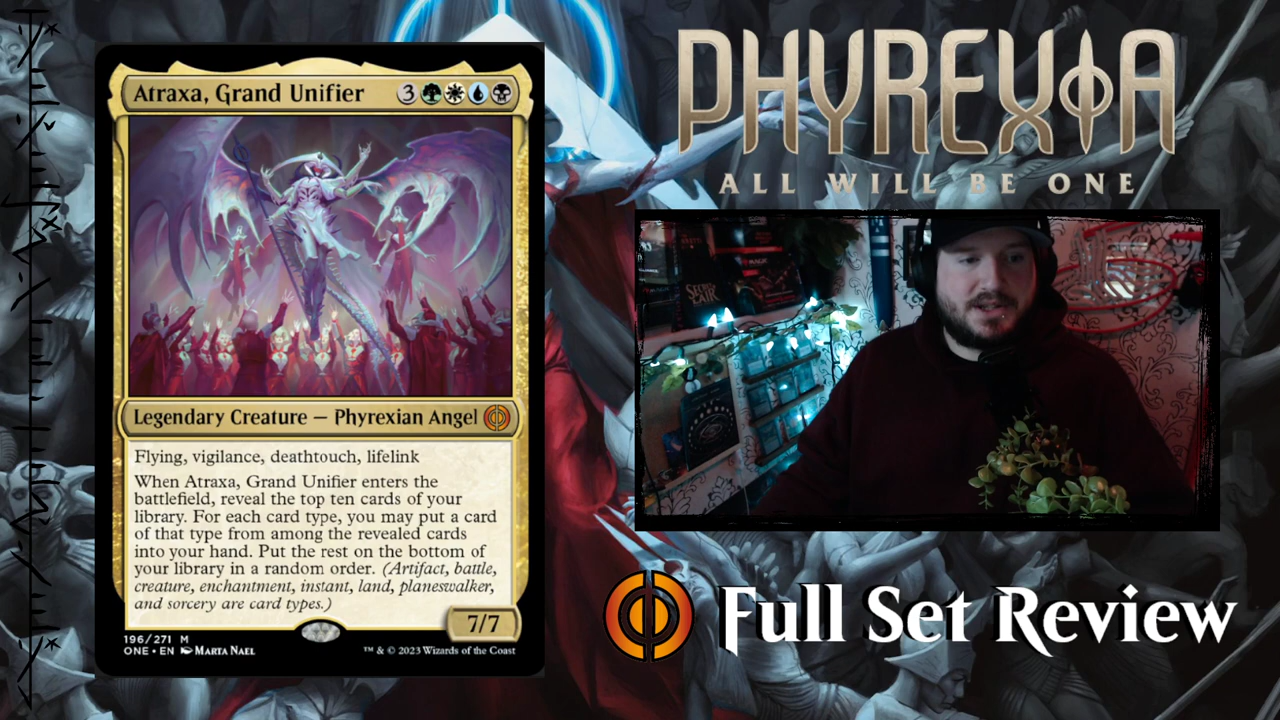 Atraxa, Grand Unifier 3
Legendary Creature — Phyrexian Angel
Flying, vigilance, deathtouch, lifelink
When Atraxa, Grand Unifier enters the
battlefield, reveal the top ten cards of your
library. For each card type, you may put a card
of that type from among the revealed cards
into your hand. Put the rest on the bottom of
your library in a random order. (Artifact, battle,
creature, enchantment, instant, land, planeswalker,
and sorcery are card types.)
7/7
196/271 M
ONE • EN MARTA NAEL
™ & © 2023 Wizards of the Coast
PHYREXIA
ALL WILL BE ONE
SECRET
LAIR
Full Set Review